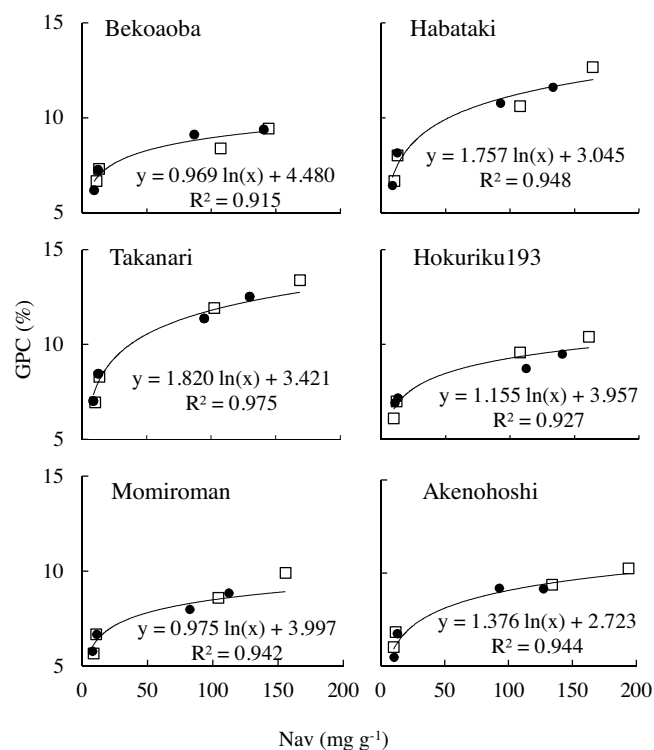 15
10
5
Bekoaoba
y = 0.969 ln(x) + 4.480
R² = 0.915
Habataki
y = 1.757 ln(x) + 3.045
R² = 0.948
GPC (%)
15
10
5
Takanari
y = 1.820 ln(x) + 3.421
R² = 0.975
Hokuriku193
y = 1.155 ln(x) + 3.957
R² = 0.927
15
10
5
Momiroman
y = 0.975 ln(x) + 3.997
R² = 0.942
Akenohoshi
y = 1.376 ln(x) + 2.723
R² = 0.944
0 50 100 150 200 0 50 100 150 200
Nav (mg g⁻¹)